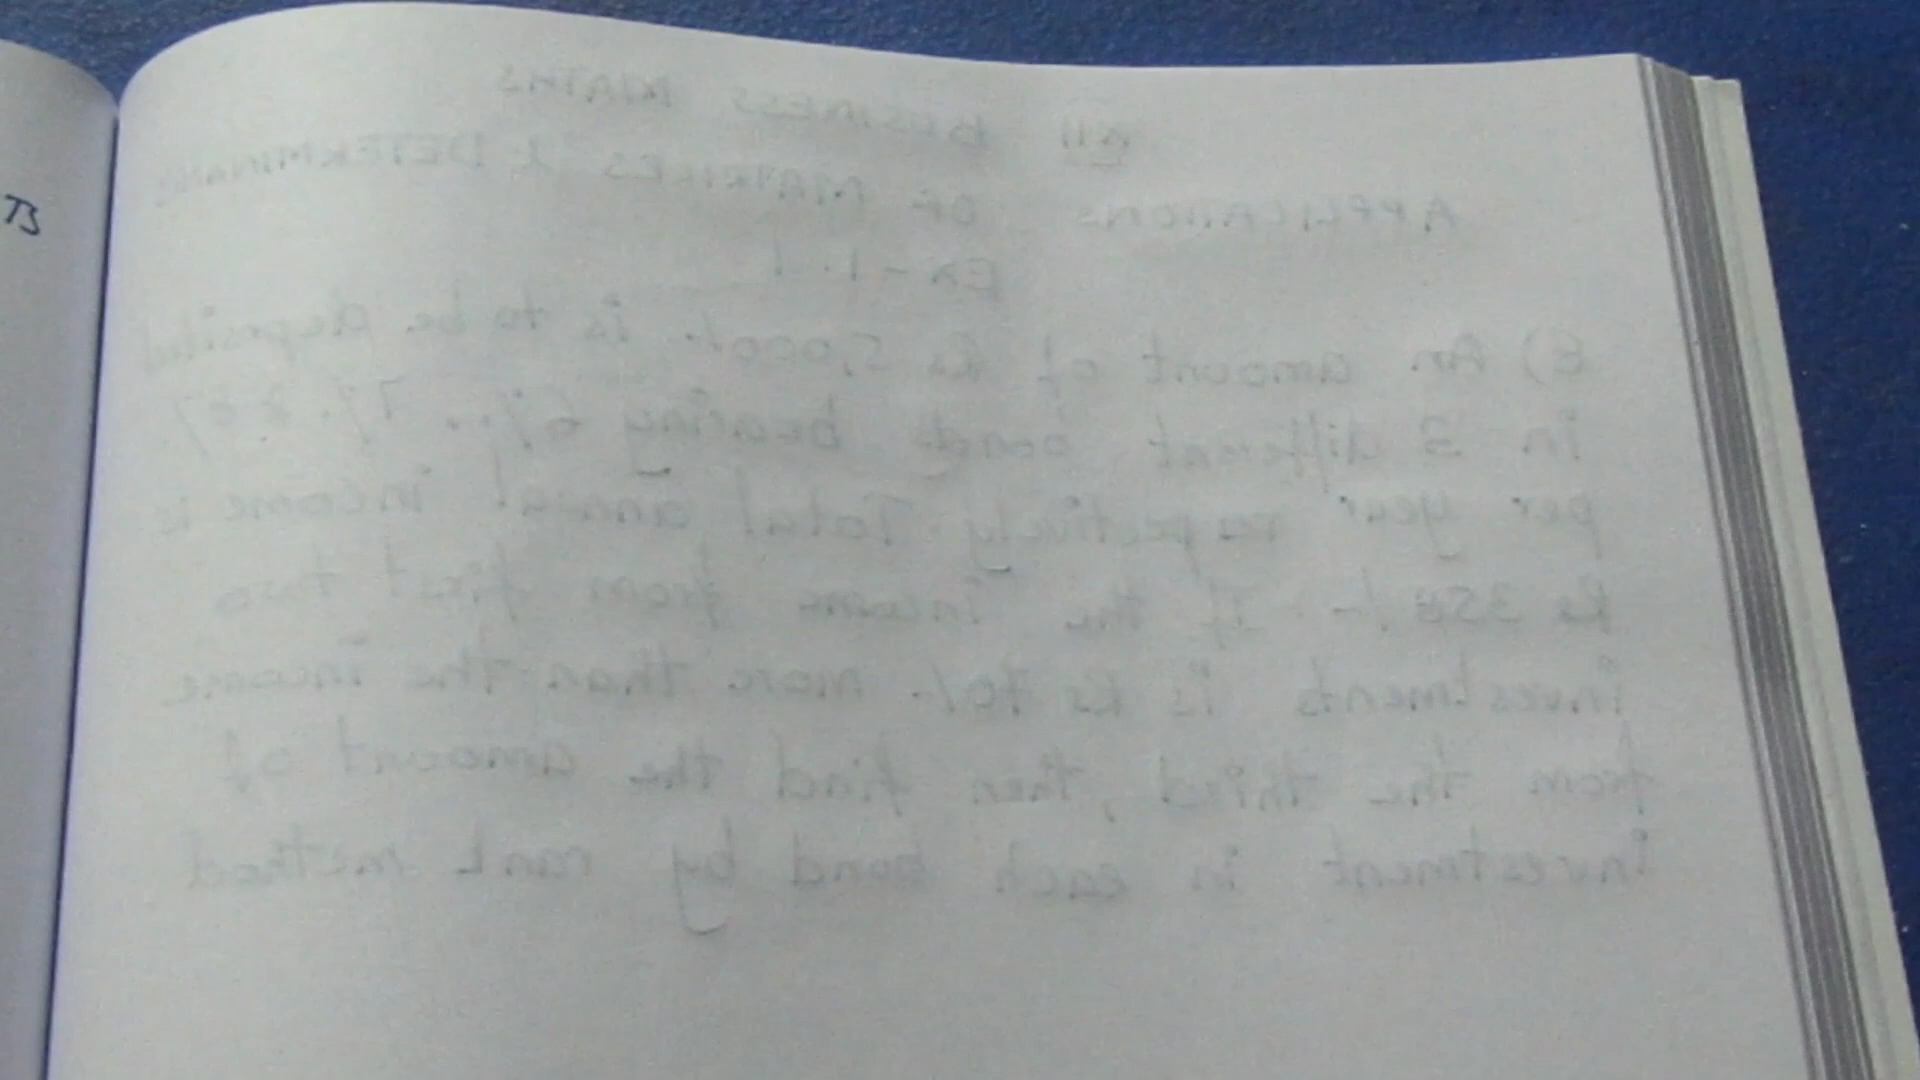 TS
XII BUSINESS MATHS
APPLICATIONS OF MATRICES & DETERMINANTS
Ex - 1.1
3) An amount of Rs 5,000/- is to be deposited
in 3 different bonds bearing 6%, 7%, 8%
per year respectively. Total annual income is
Rs 358/-. If the income from first two
investments is Rs 70/- more than the income
from the third, then find the amount of
investment in each bond by rank method